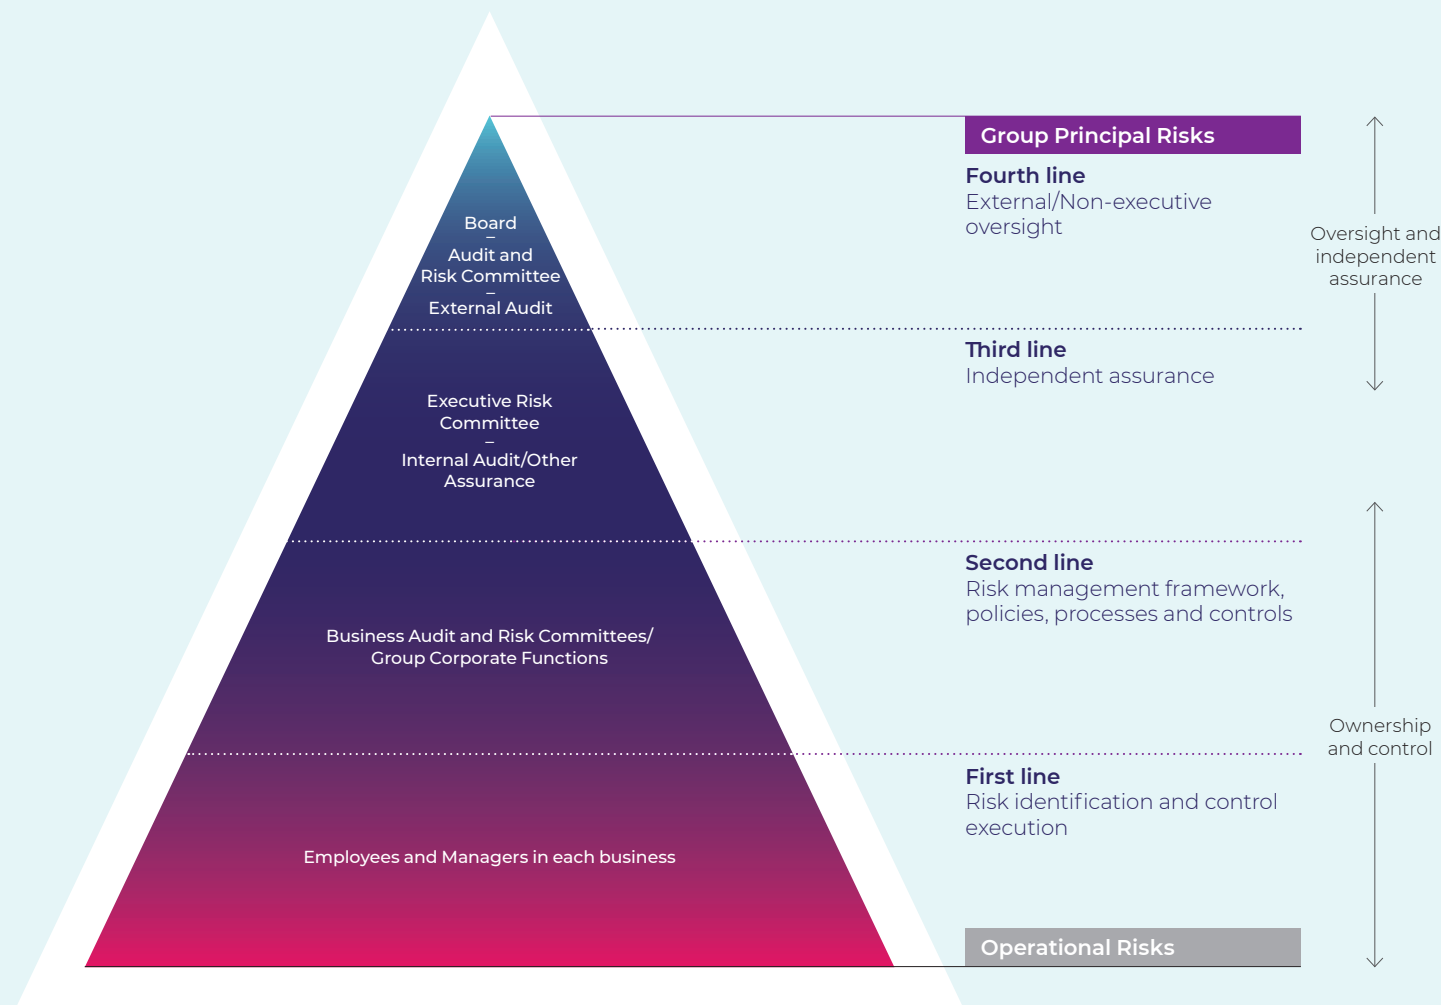 Group Principal Risks
Fourth line
External/Non-executive
oversight
Board
–
Audit and
Risk Committee
–
External Audit
Oversight and
independent
assurance
Third line
Independent assurance
Executive Risk
Committee
–
Internal Audit/Other
Assurance
Second line
Risk management framework,
policies, processes and controls
Business Audit and Risk Committees/
Group Corporate Functions
Ownership
and control
First line
Risk identification and control
execution
Employees and Managers in each business
Operational Risks